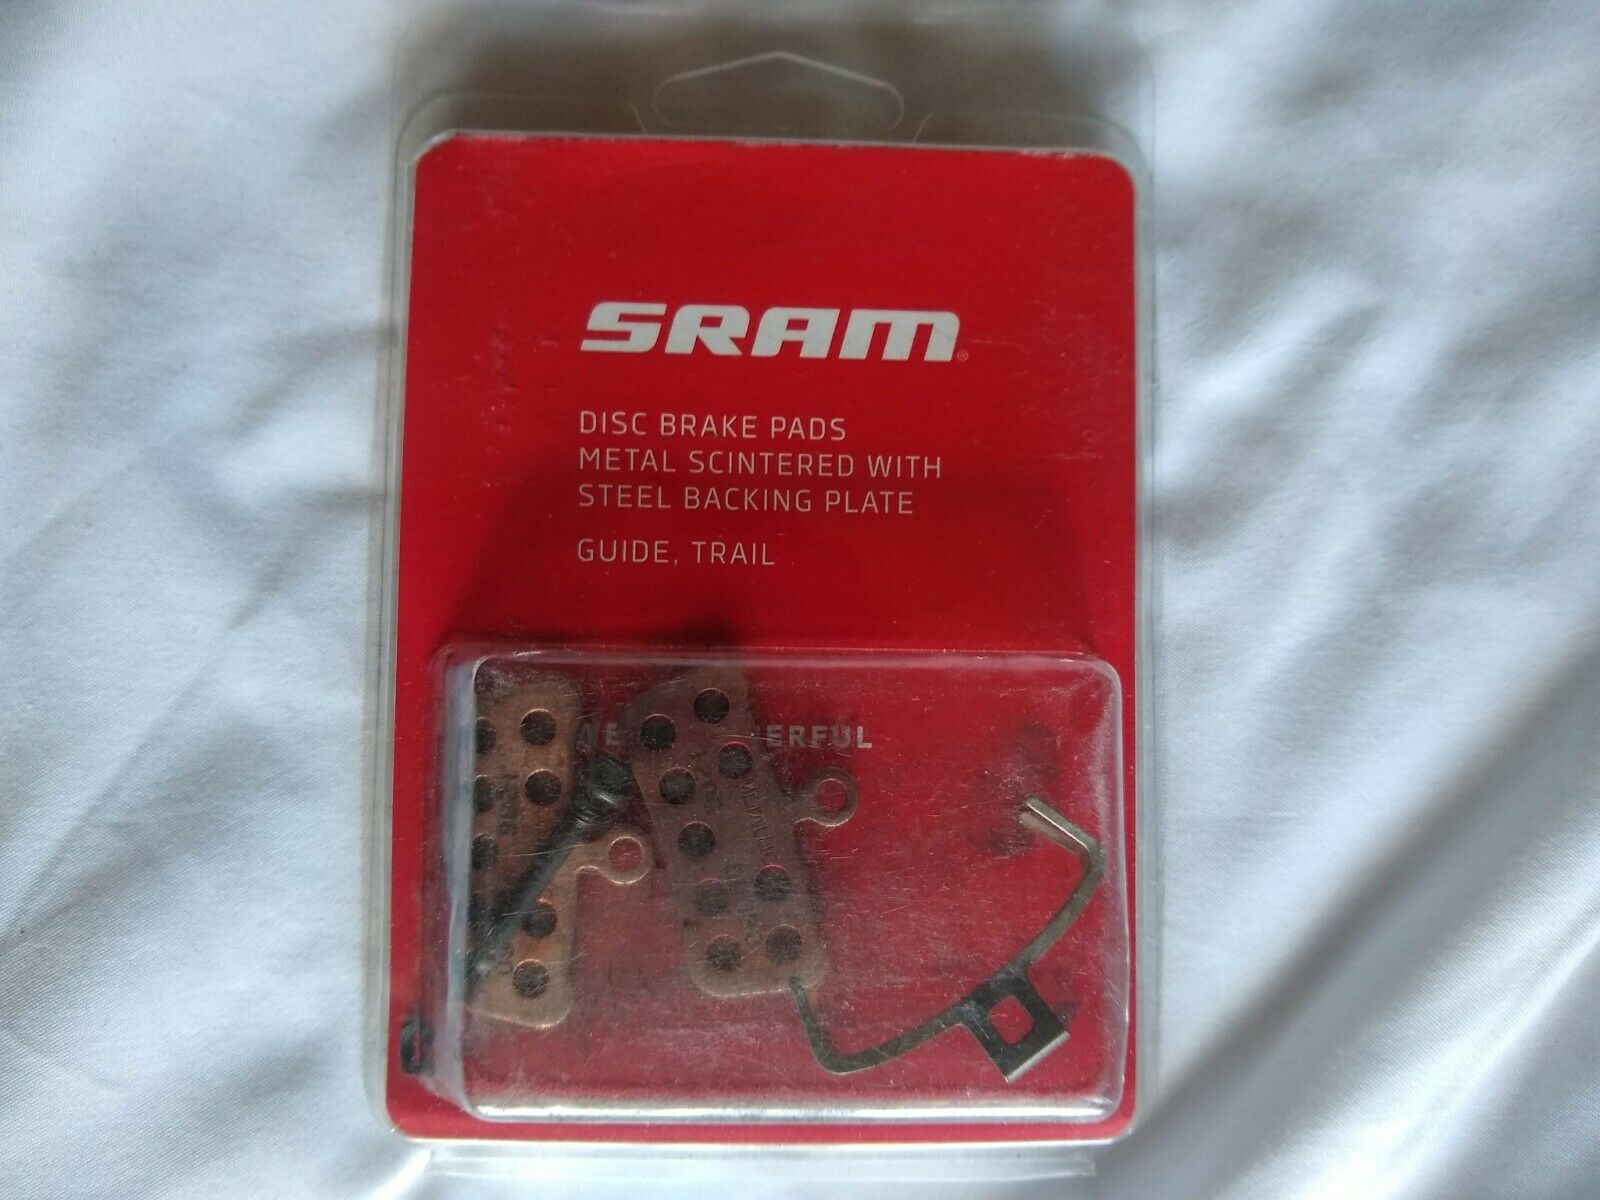 SRAM®
DISC BRAKE PADS
METAL SCINTERED WITH
STEEL BACKING PLATE
GUIDE, TRAIL